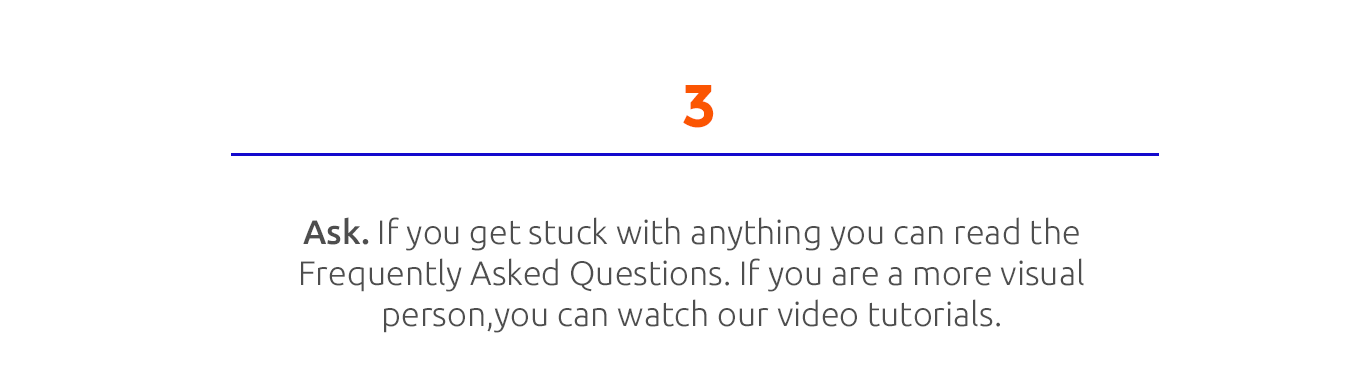 3
Ask. If you get stuck with anything you can read the
Frequently Asked Questions. If you are a more visual
person,you can watch our video tutorials.